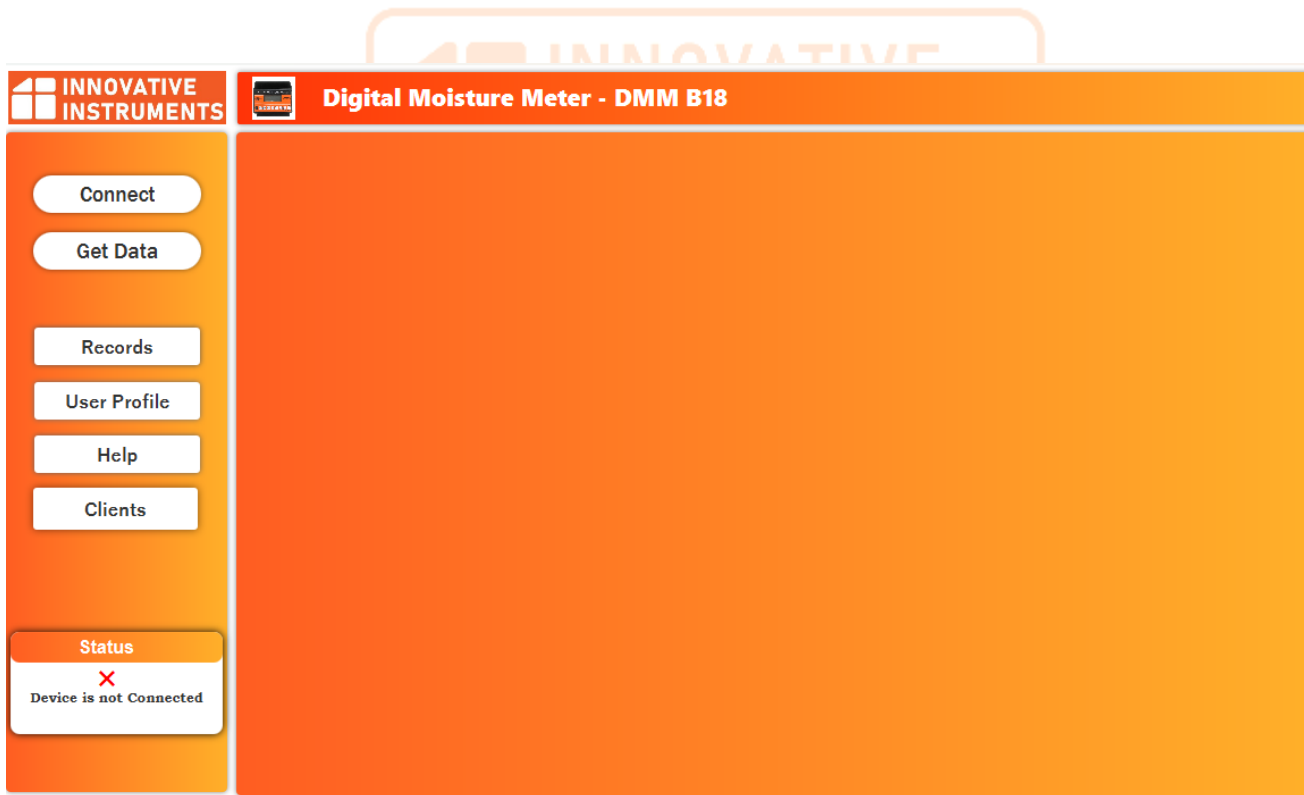 INNOVATIVE
INNOVATIVE
INSTRUMENTS
Digital Moisture Meter - DMM B18
Connect
Get Data
Records
User Profile
Help
Clients
Status
Device is not Connected